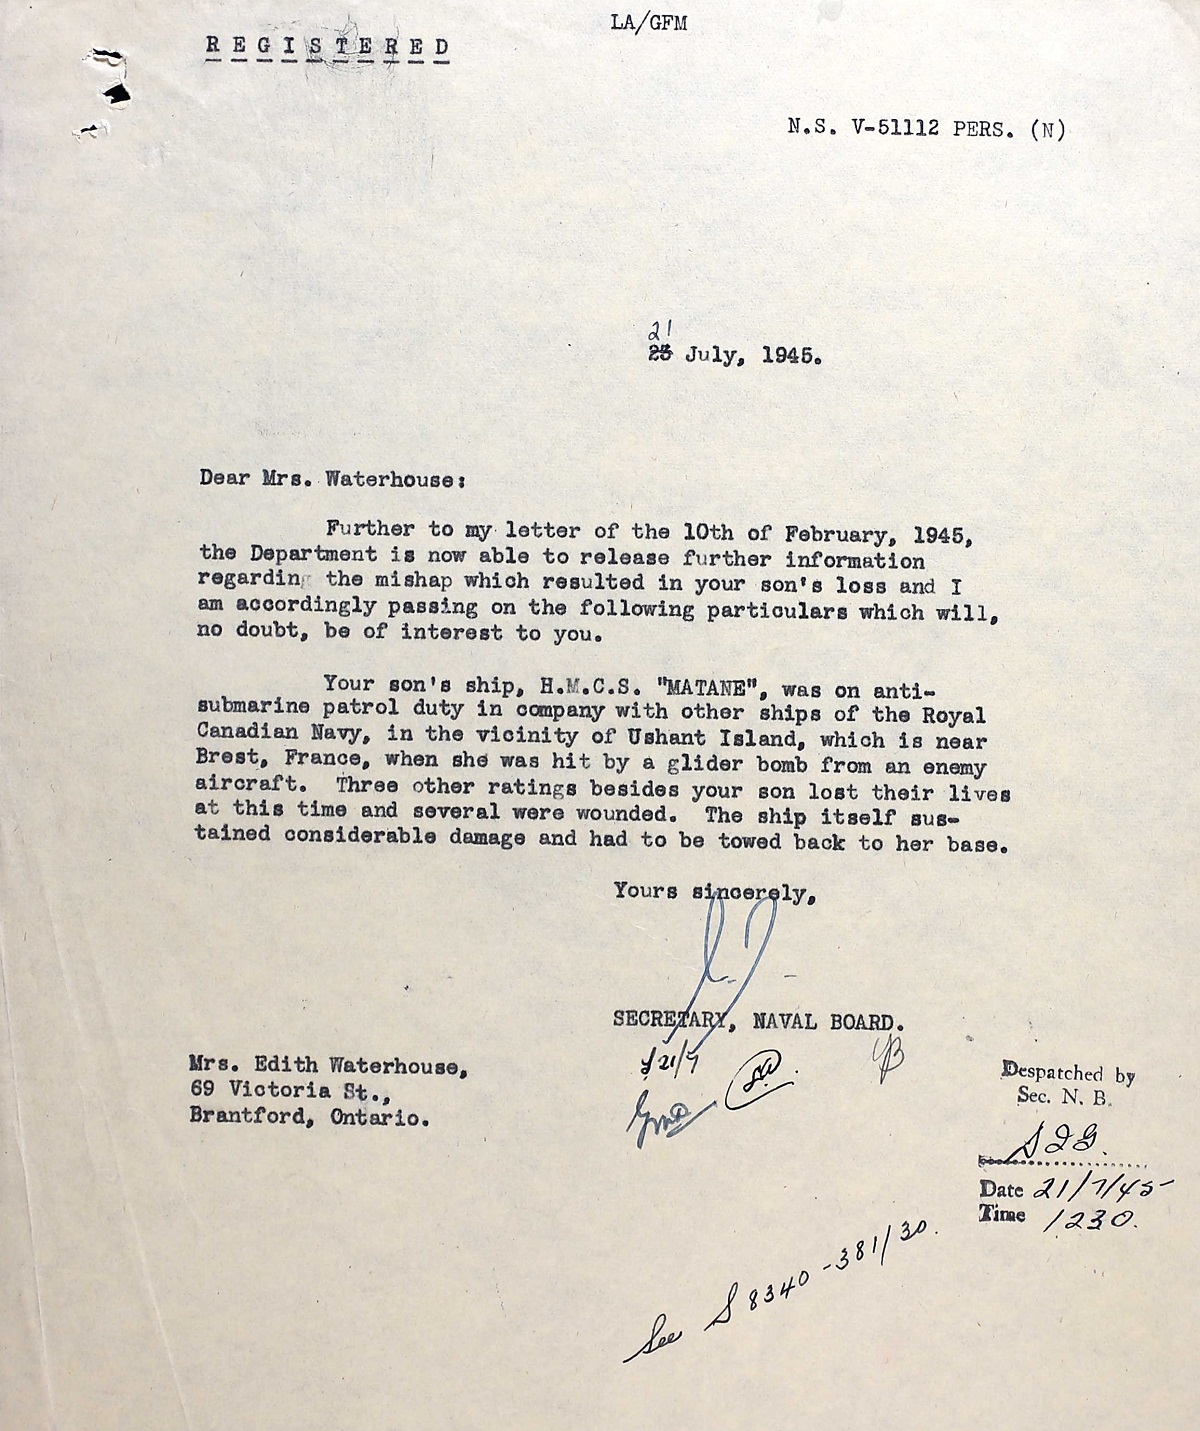 LA/GFM
REGISTERED
N.S. V-51112 PERS. (N)
21
25 July, 1945.
Dear Mrs. Waterhouse:
Further to my letter of the 10th of February, 1945,
the Department is now able to release further information
regarding the mishap which resulted in your son's loss and I
am accordingly passing on the following particulars which will,
no doubt, be of interest to you.
Your son's ship, H.M.C.S. "MATANE", was on anti-
submarine patrol duty in company with other ships of the Royal
Canadian Navy, in the vicinity of Ushant Island, which is near
Brest, France, when she was hit by a glider bomb from an enemy
aircraft. Three other ratings besides your son lost their lives
at this time and several were wounded. The ship itself sus-
tained considerable damage and had to be towed back to her base.
Yours sincerely,
SECRETARY, NAVAL BOARD.
21/7
Mrs. Edith Waterhouse,
69 Victoria St.,
Brantford, Ontario.
Despatched by
Sec. N. B.
Date 21/7/45
Time 1230.
See S 8340-381/30.